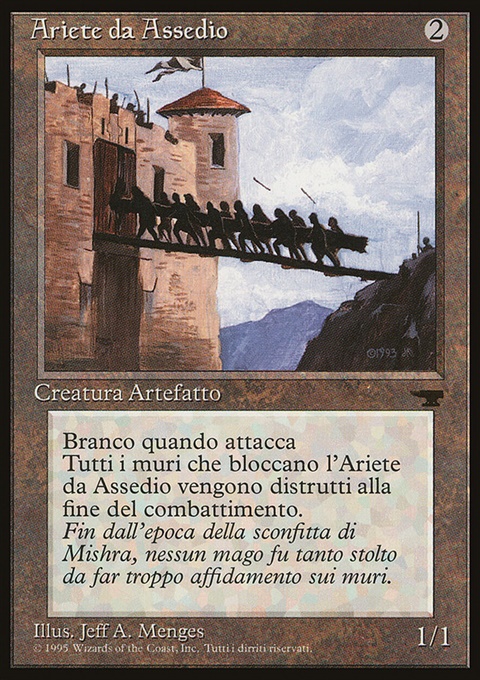 Ariete da Assedio
2
©1993
Creatura Artefatto
Branco quando attacca
Tutti i muri che bloccano l'Ariete
da Assedio vengono distrutti alla
fine del combattimento.
Fin dall'epoca della sconfitta di
Mishra, nessun mago fu tanto stolto
da far troppo affidamento sui muri.
Illus. Jeff A. Menges
1/1
© 1995 Wizards of the Coast, Inc. Tutti i dirriti riservati.